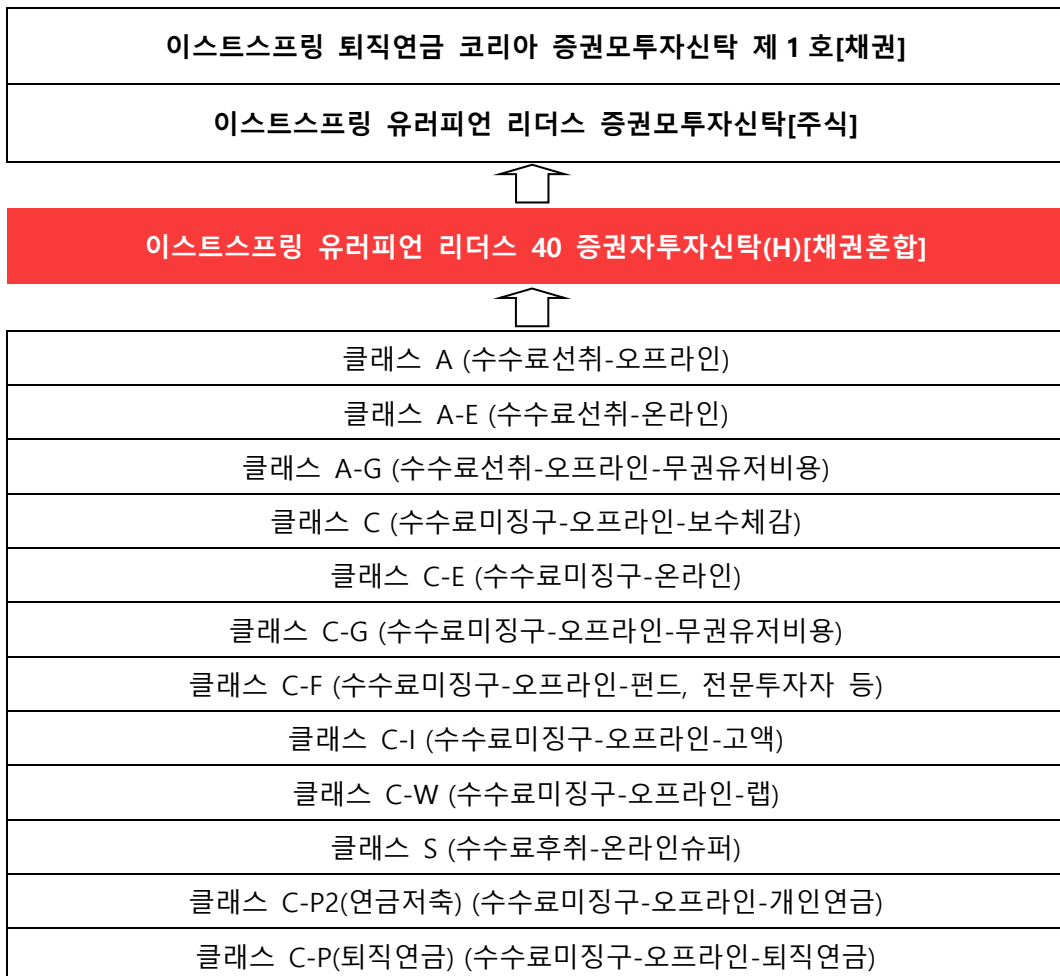 이스트스프링 퇴직연금 코리아 증권모투자신탁 제 1 호[채권]
이스트스프링 유러피언 리더스 증권모투자신탁[주식]
이스트스프링 유러피언 리더스 40 증권자투자신탁(H)[채권혼합]
클래스 A (수수료선취-오프라인)
클래스 A-E (수수료선취-온라인)
클래스 A-G (수수료선취-오프라인-무권유저비용)
클래스 C (수수료미징구-오프라인-보수체감)
클래스 C-E (수수료미징구-온라인)
클래스 C-G (수수료미징구-오프라인-무권유저비용)
클래스 C-F (수수료미징구-오프라인-펀드, 전문투자자 등)
클래스 C-I (수수료미징구-오프라인-고액)
클래스 C-W (수수료미징구-오프라인-랩)
클래스 S (수수료후취-온라인슈퍼)
클래스 C-P2(연금저축) (수수료미징구-오프라인-개인연금)
클래스 C-P(퇴직연금) (수수료미징구-오프라인-퇴직연금)